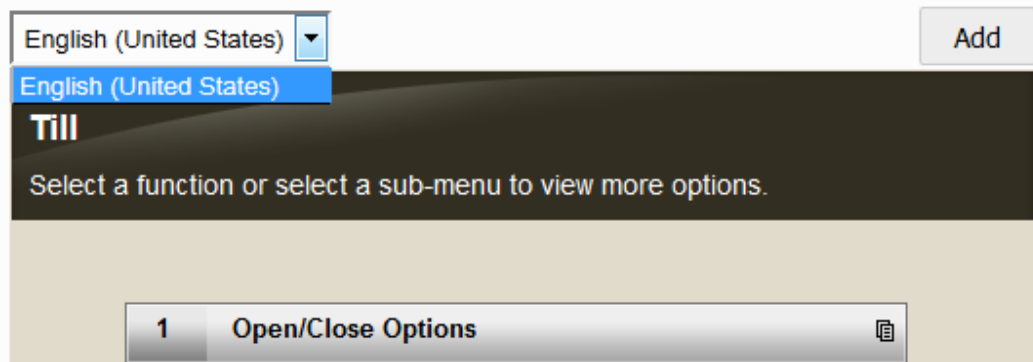 English (United States) Add
English (United States)
Till
Select a function or select a sub-menu to view more options.
1 Open/Close Options